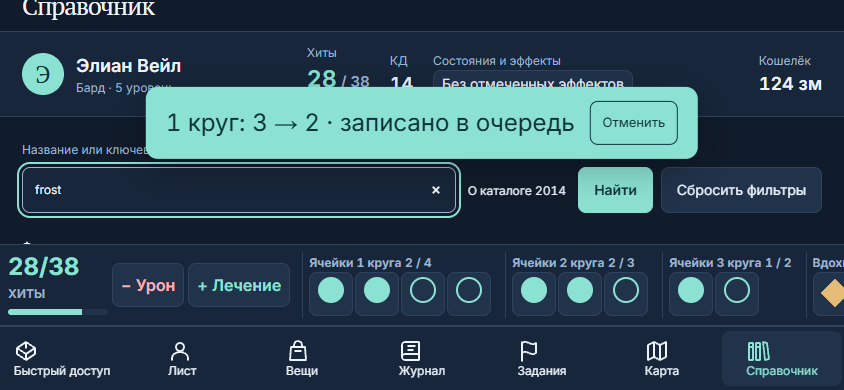 Справочник
Э
Элиан Вейл
Бард · 5 уровень
Хиты
28 / 38
КД
14
Состояния и эффекты
Без отмеченных эффектов
Кошелёк
124 зм
1 круг: 3 → 2 · записано в очередь
Отменить
Название или ключев
frost
×
О каталоге 2014
Найти
Сбросить фильтры
28/38
ХИТЫ
− Урон
+ Лечение
Ячейки 1 круга 2 / 4
Ячейки 2 круга 2 / 3
Ячейки 3 круга 1 / 2
Вдохн
Быстрый доступ
Лист
Вещи
Журнал
Задания
Карта
Справочник